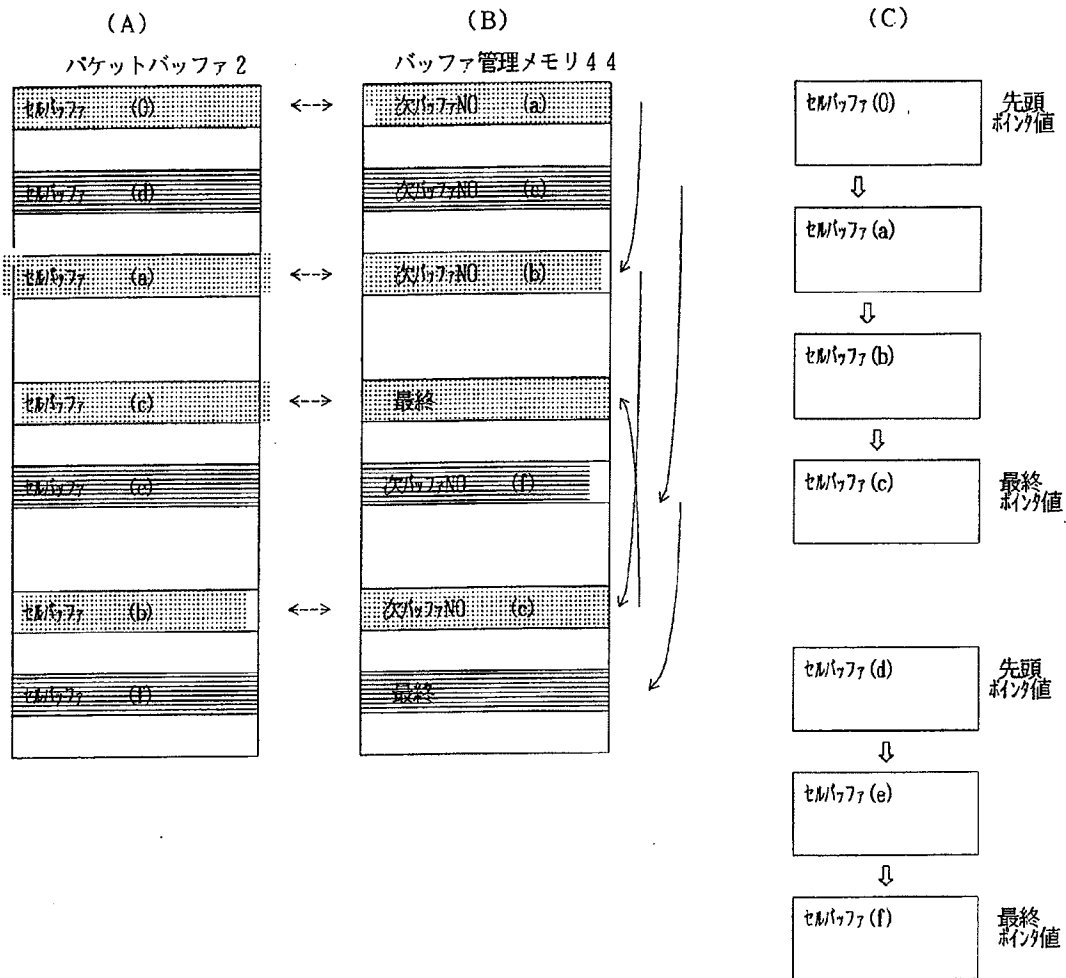 (A)
パケットバッファ2
セルバッファ (0)
セルバッファ (d)
セルバッファ (a)
セルバッファ (c)
セルバッファ (e)
セルバッファ (b)
セルバッファ (f)
(B)
バッファ管理メモリ44
次バッファNO (a)
次バッファNO (e)
次バッファNO (b)
最終
次バッファNO (f)
次バッファNO (c)
最終
(C)
セルバッファ(0)
先頭
ポインタ値
セルバッファ(a)
セルバッファ(b)
セルバッファ(c)
最終
ポインタ値
セルバッファ(d)
先頭
ポインタ値
セルバッファ(e)
セルバッファ(f)
最終
ポインタ値